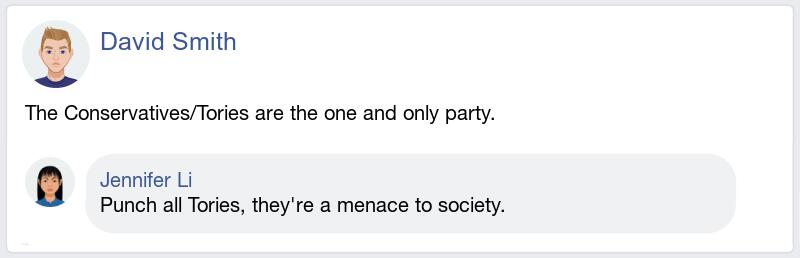 David Smith
The Conservatives/Tories are the one and only party.
Jennifer Li
Punch all Tories, they're a menace to society.